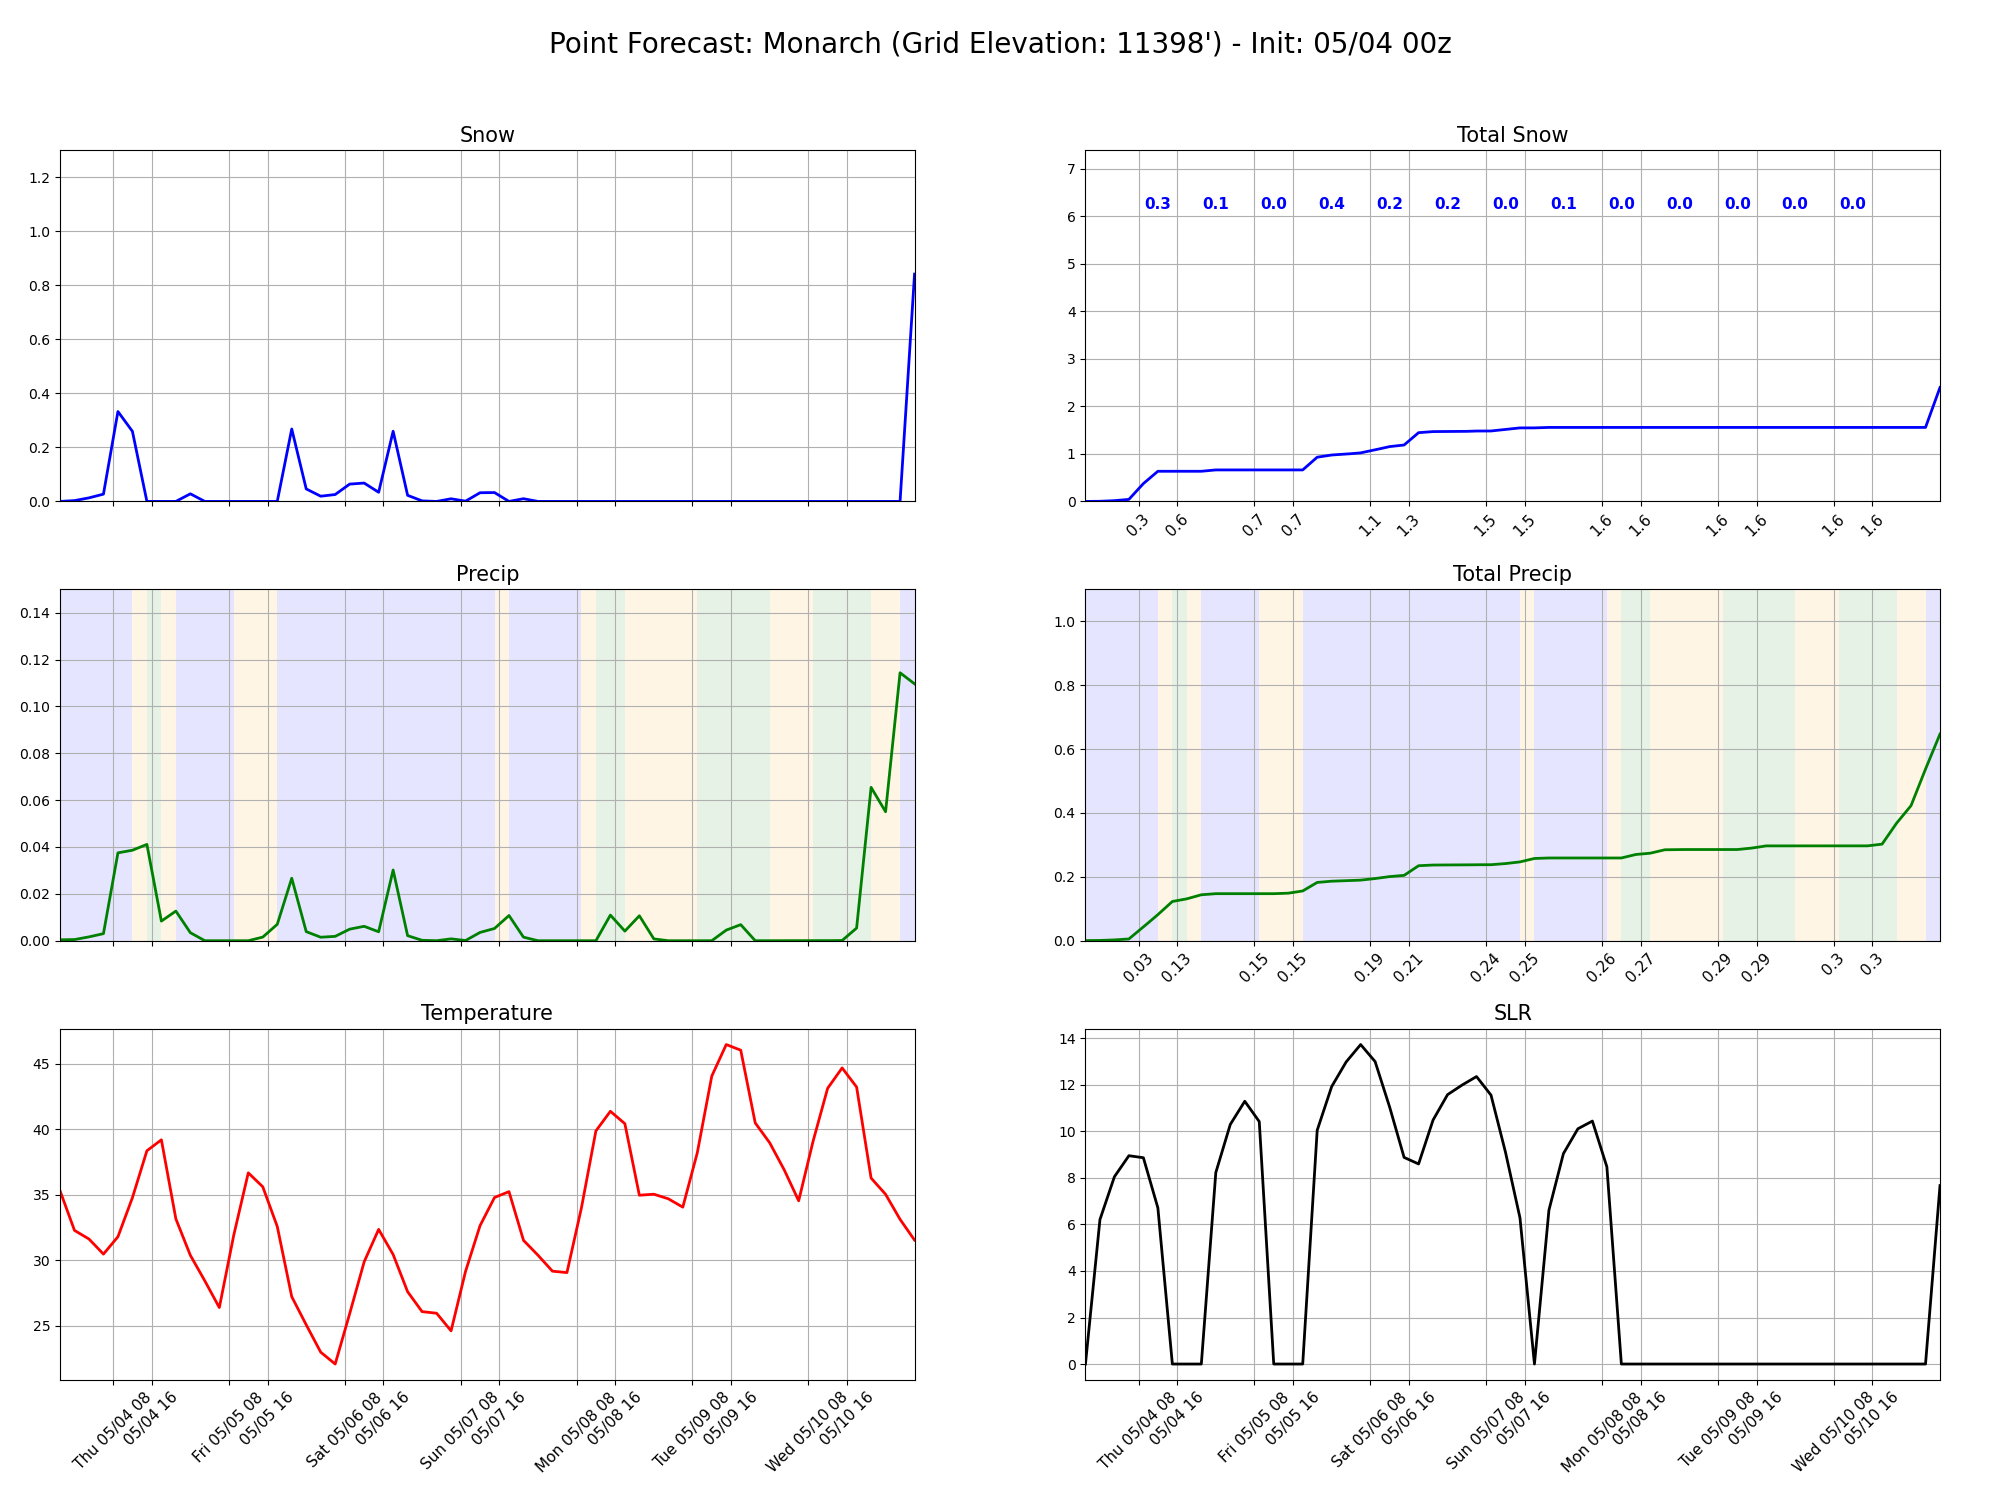 Point Forecast: Monarch (Grid Elevation: 11398') - Init: 05/04 00z
Snow
1.2
1.0
0.8
0.6
0.4
0.2
0.0
Total Snow
7
6
5
4
3
2
1
0
0.3 0.1 0.0 0.4 0.2 0.2 0.0 0.1 0.0 0.0 0.0 0.0 0.0
0.3 0.6 0.7 0.7 1.1 1.3 1.5 1.5 1.6 1.6 1.6 1.6 1.6 1.6
Precip
0.14
0.12
0.10
0.08
0.06
0.04
0.02
0.00
Total Precip
1.0
0.8
0.6
0.4
0.2
0.0
0.03 0.13 0.15 0.15 0.19 0.21 0.24 0.25 0.26 0.27 0.29 0.29 0.3 0.3
Temperature
45
40
35
30
25
Thu 05/04 08
05/04 16
Fri 05/05 08
05/05 16
Sat 05/06 08
05/06 16
Sun 05/07 08
05/07 16
Mon 05/08 08
05/08 16
Tue 05/09 08
05/09 16
Wed 05/10 08
05/10 16
SLR
14
12
10
8
6
4
2
0
Thu 05/04 08
05/04 16
Fri 05/05 08
05/05 16
Sat 05/06 08
05/06 16
Sun 05/07 08
05/07 16
Mon 05/08 08
05/08 16
Tue 05/09 08
05/09 16
Wed 05/10 08
05/10 16